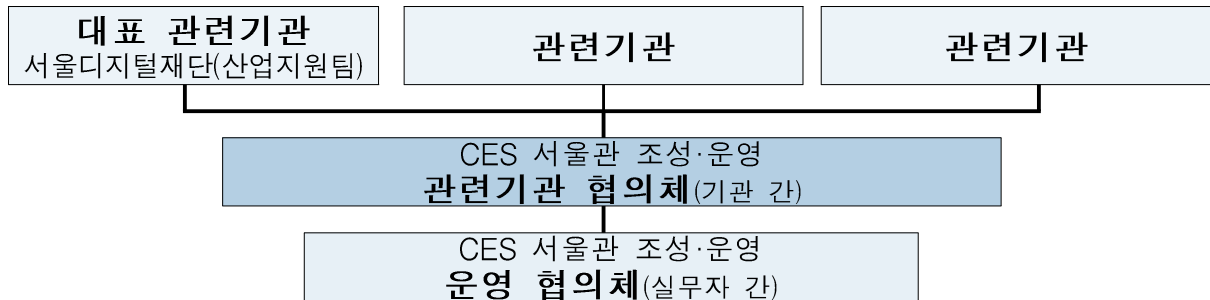 대표 관련기관
서울디지털재단(산업지원팀)
관련기관
관련기관
CES 서울관 조성·운영
관련기관 협의체(기관 간)
CES 서울관 조성·운영
운영 협의체(실무자 간)